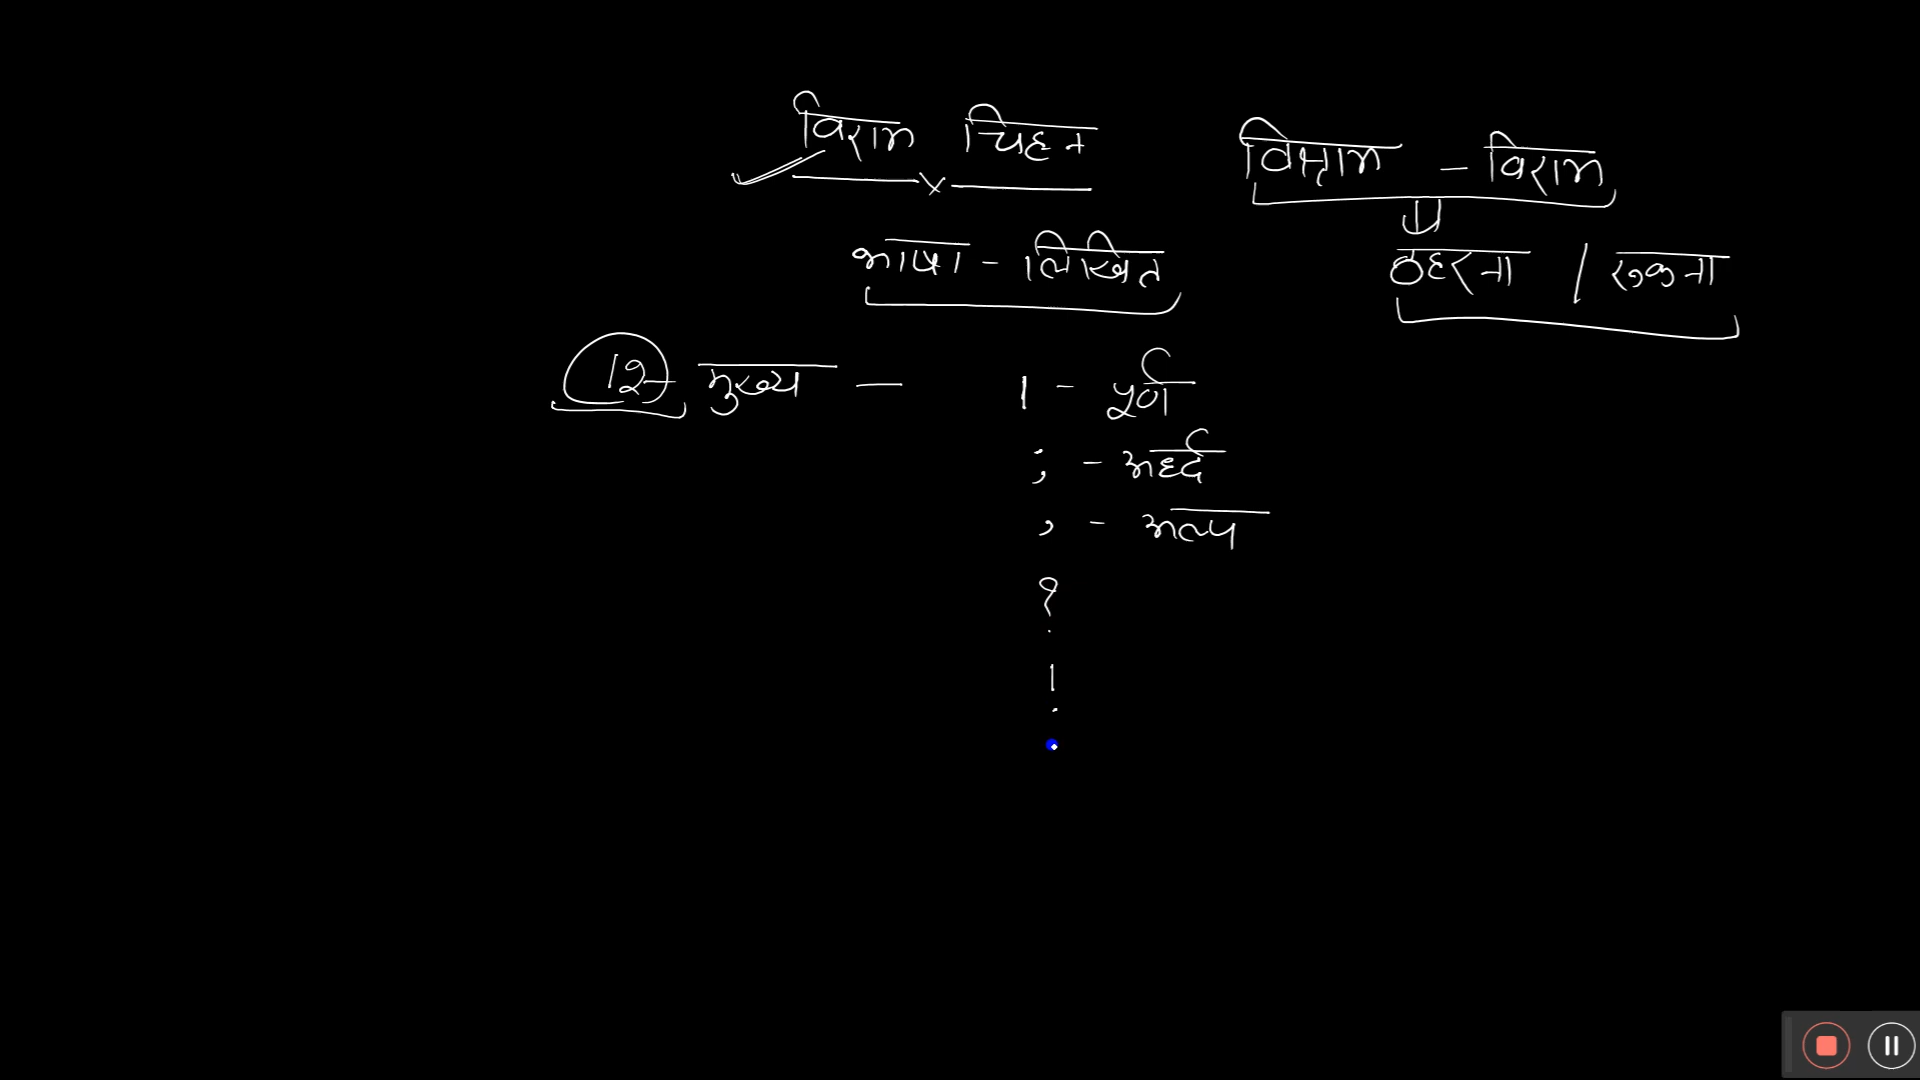 विराम चिह्न
विश्राम - विराम
भाषा - लिखित
ठहरना / रुकना
12 मुख्य — । - पूर्ण
; - अर्द्ध
, - अल्प
?
!